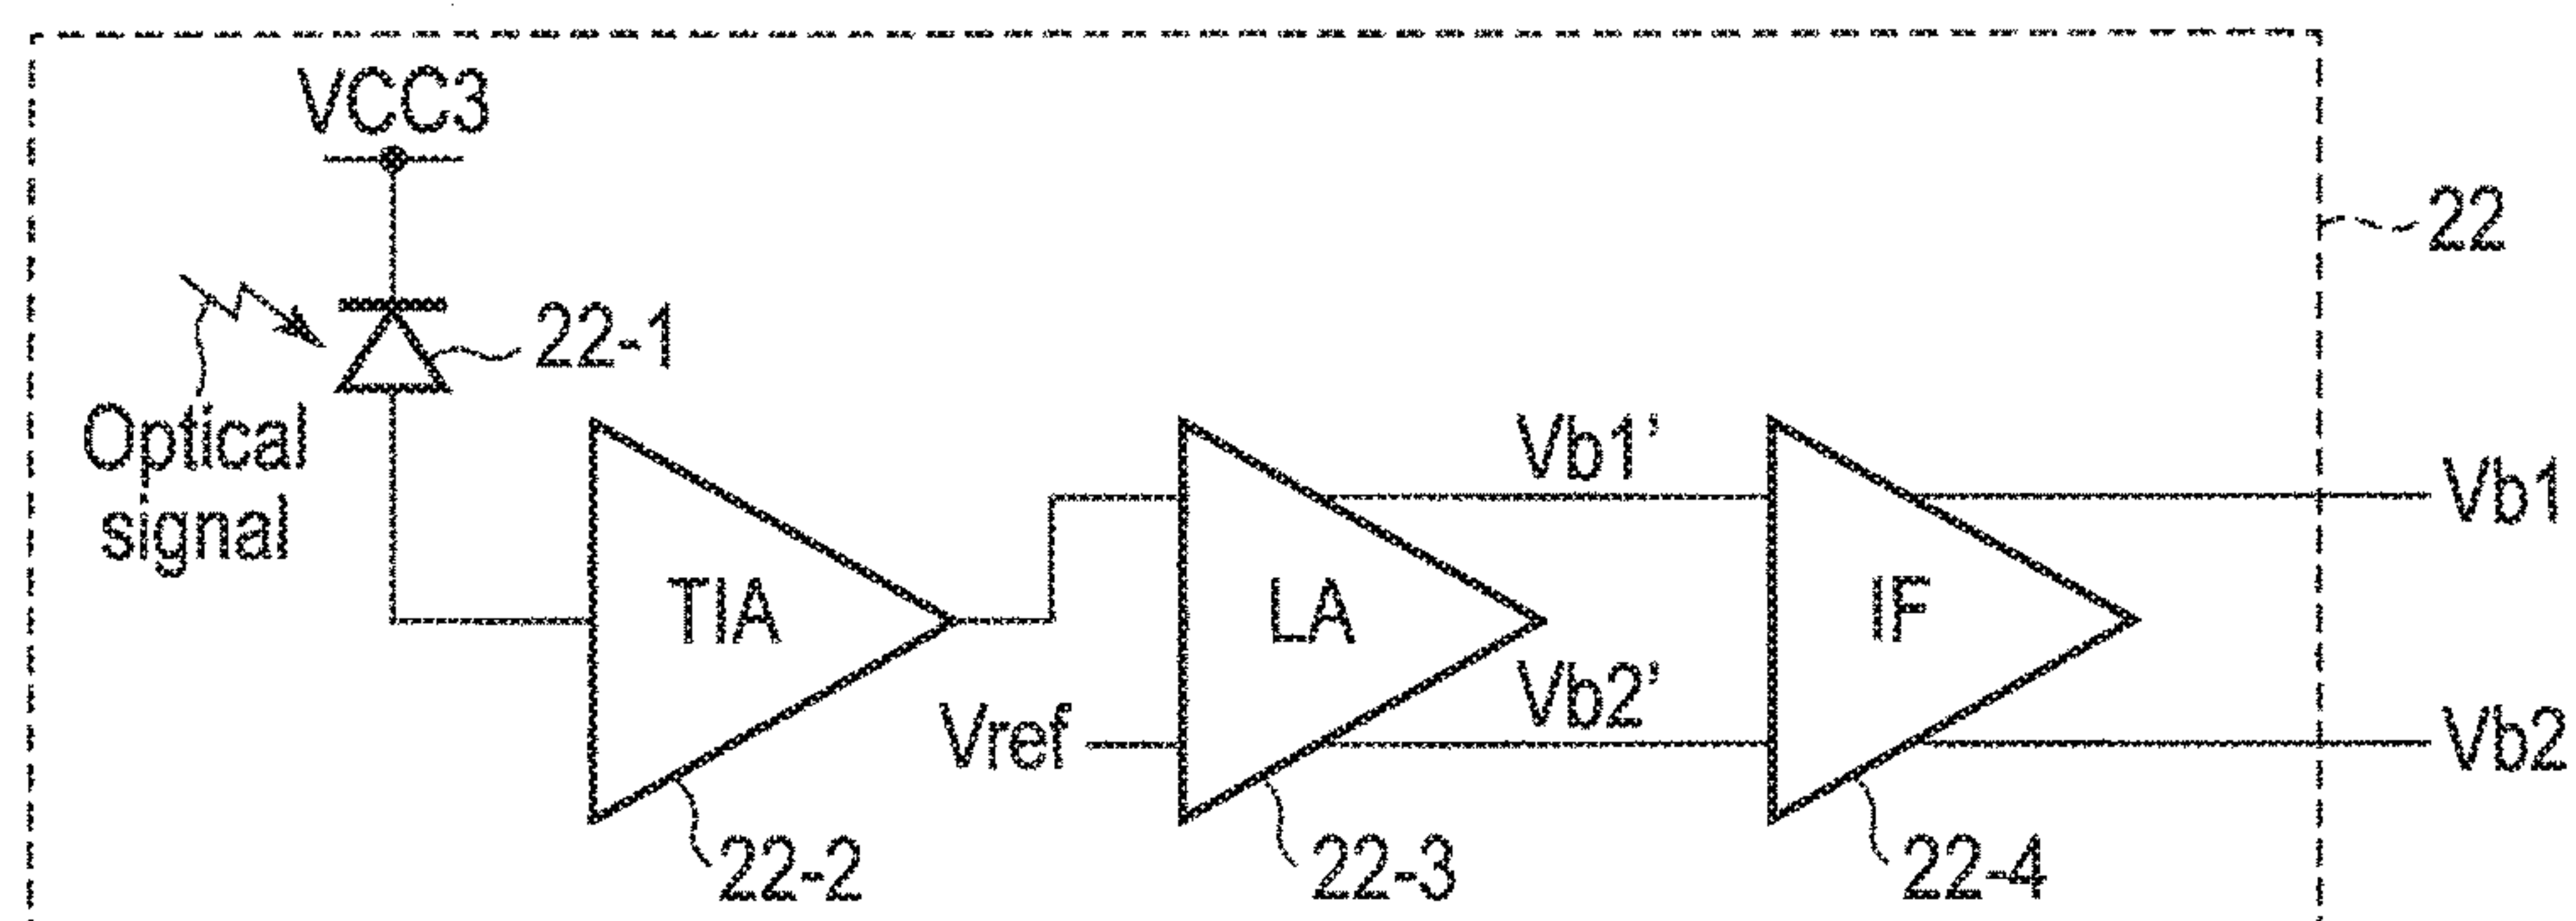 VCC3
22
22-1
Optical
signal
Vb1’
Vb1
TIA
LA
IF
Vref
Vb2’
Vb2
22-2
22-3
22-4